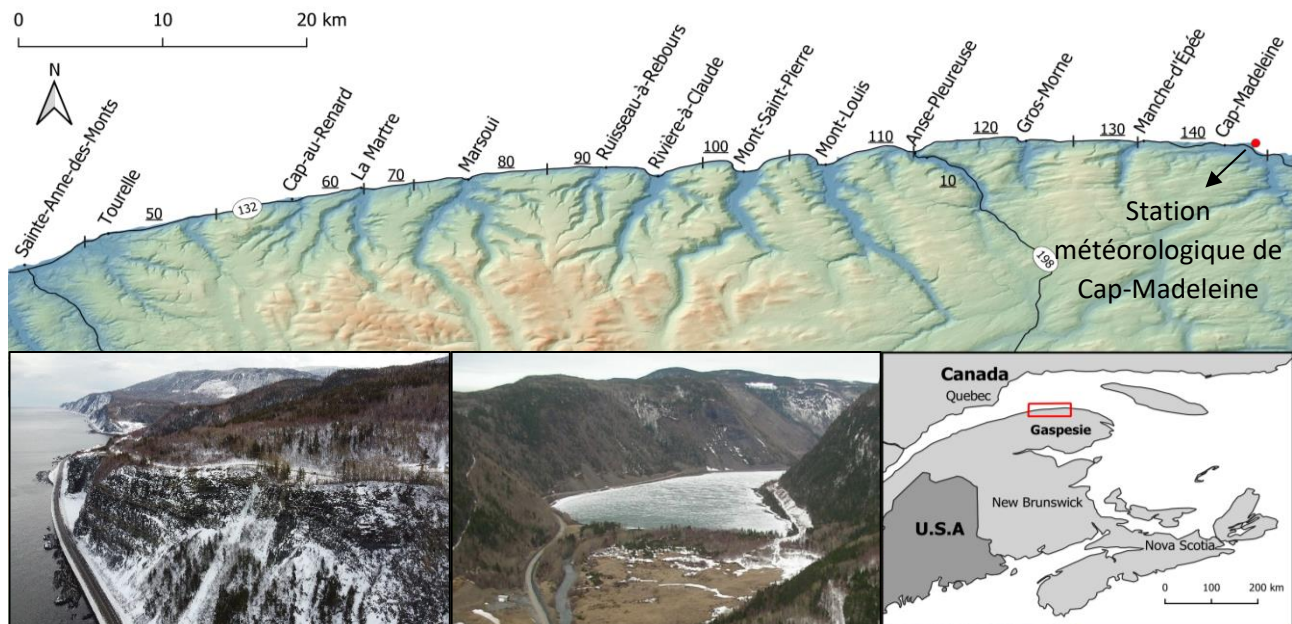 0 10 20 km
N
Sainte-Anne-des-Monts
Tourelle
50
132
Cap-au-Renard
60
La Martre
70
Marsoui
80
90
Ruisseau-à-Rebours
Rivière-à-Claude
100
Mont-Saint-Pierre
Mont-Louis
110
Anse-Pleureuse
10
120
Gros-Morne
130
Manche-d'Épée
140
Cap-Madeleine
198
Station
météorologique de
Cap-Madeleine
Canada
Quebec
Gaspesie
New Brunswick
U.S.A
Nova Scotia
0 100 200 km